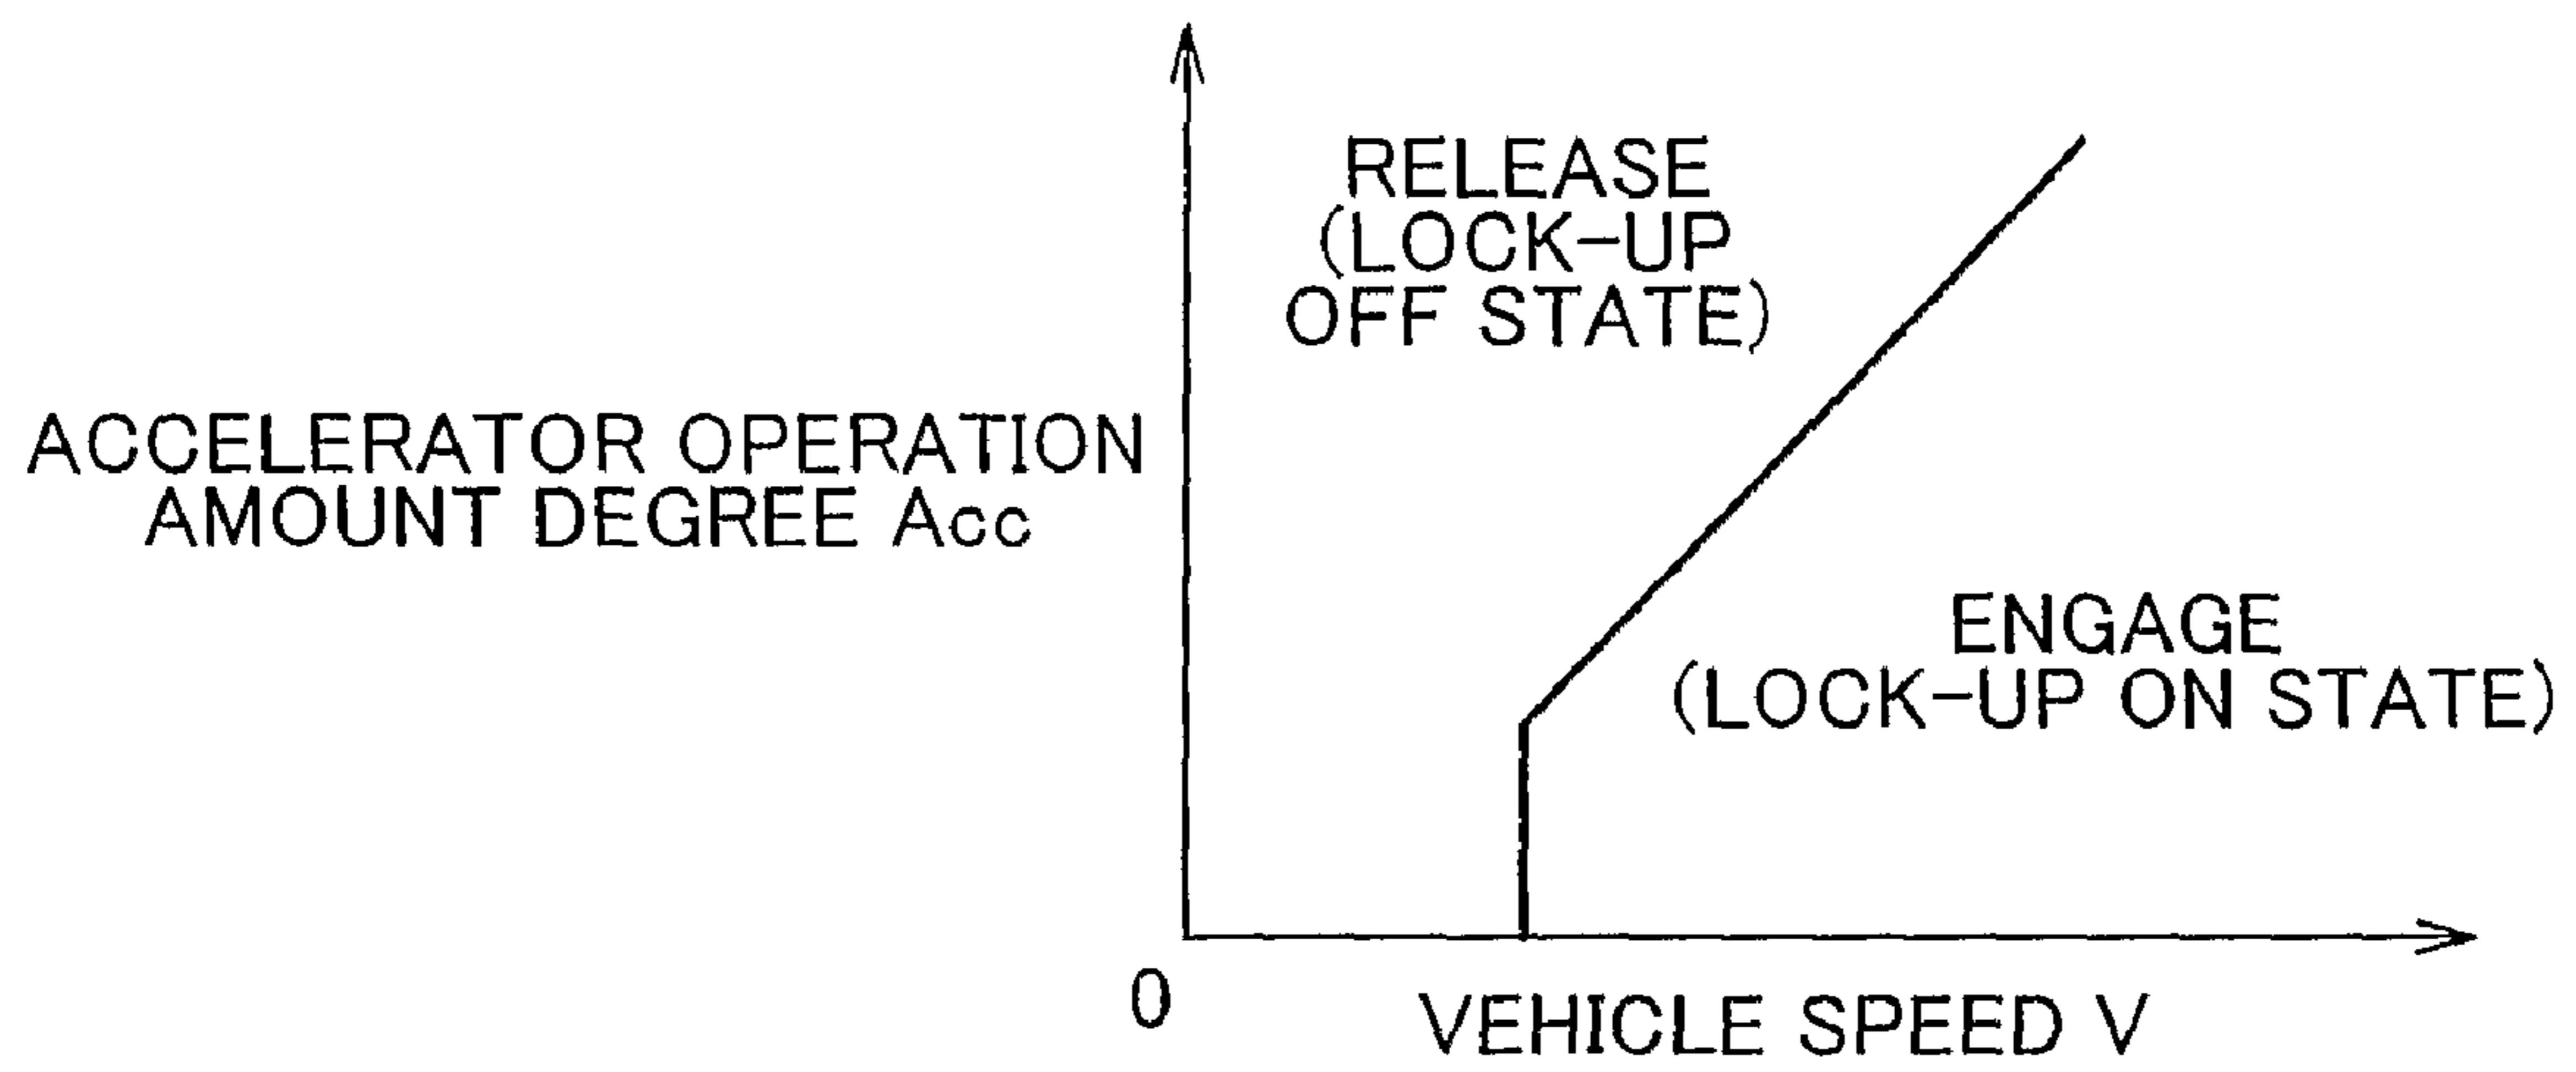 RELEASE
(LOCK-UP
OFF STATE)
ACCELERATOR OPERATION
AMOUNT DEGREE Acc
ENGAGE
(LOCK-UP ON STATE)
0
VEHICLE SPEED V